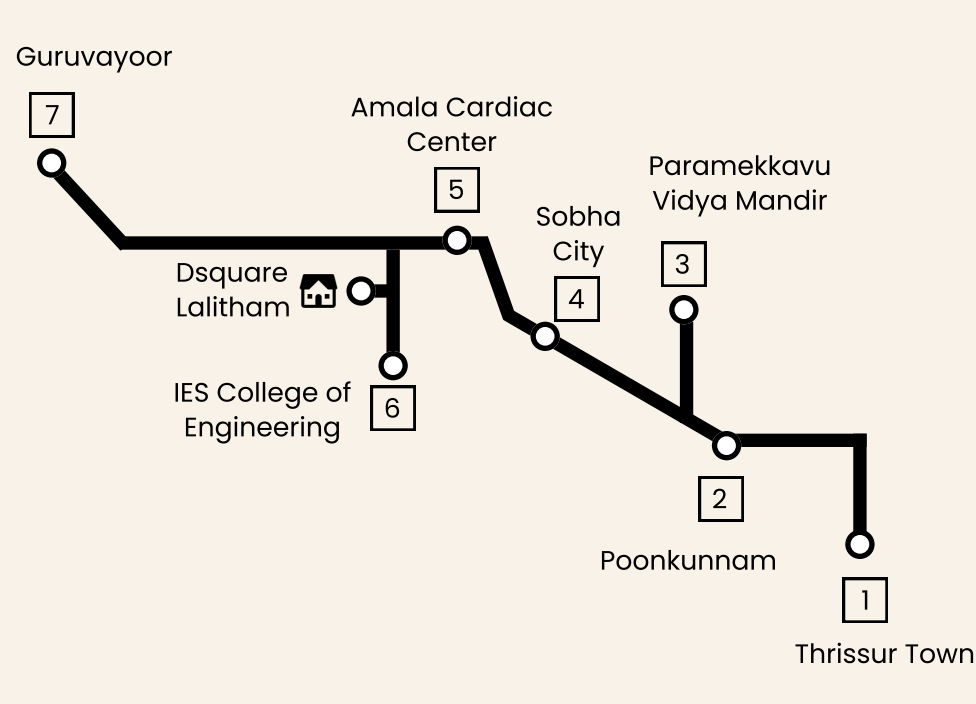 Guruvayoor
7
Amala Cardiac
Center
5
Paramekkavu
Vidya Mandir
3
Sobha
City
4
Dsquare
Lalitham
IES College of
Engineering
6
2
Poonkunnam
1
Thrissur Town